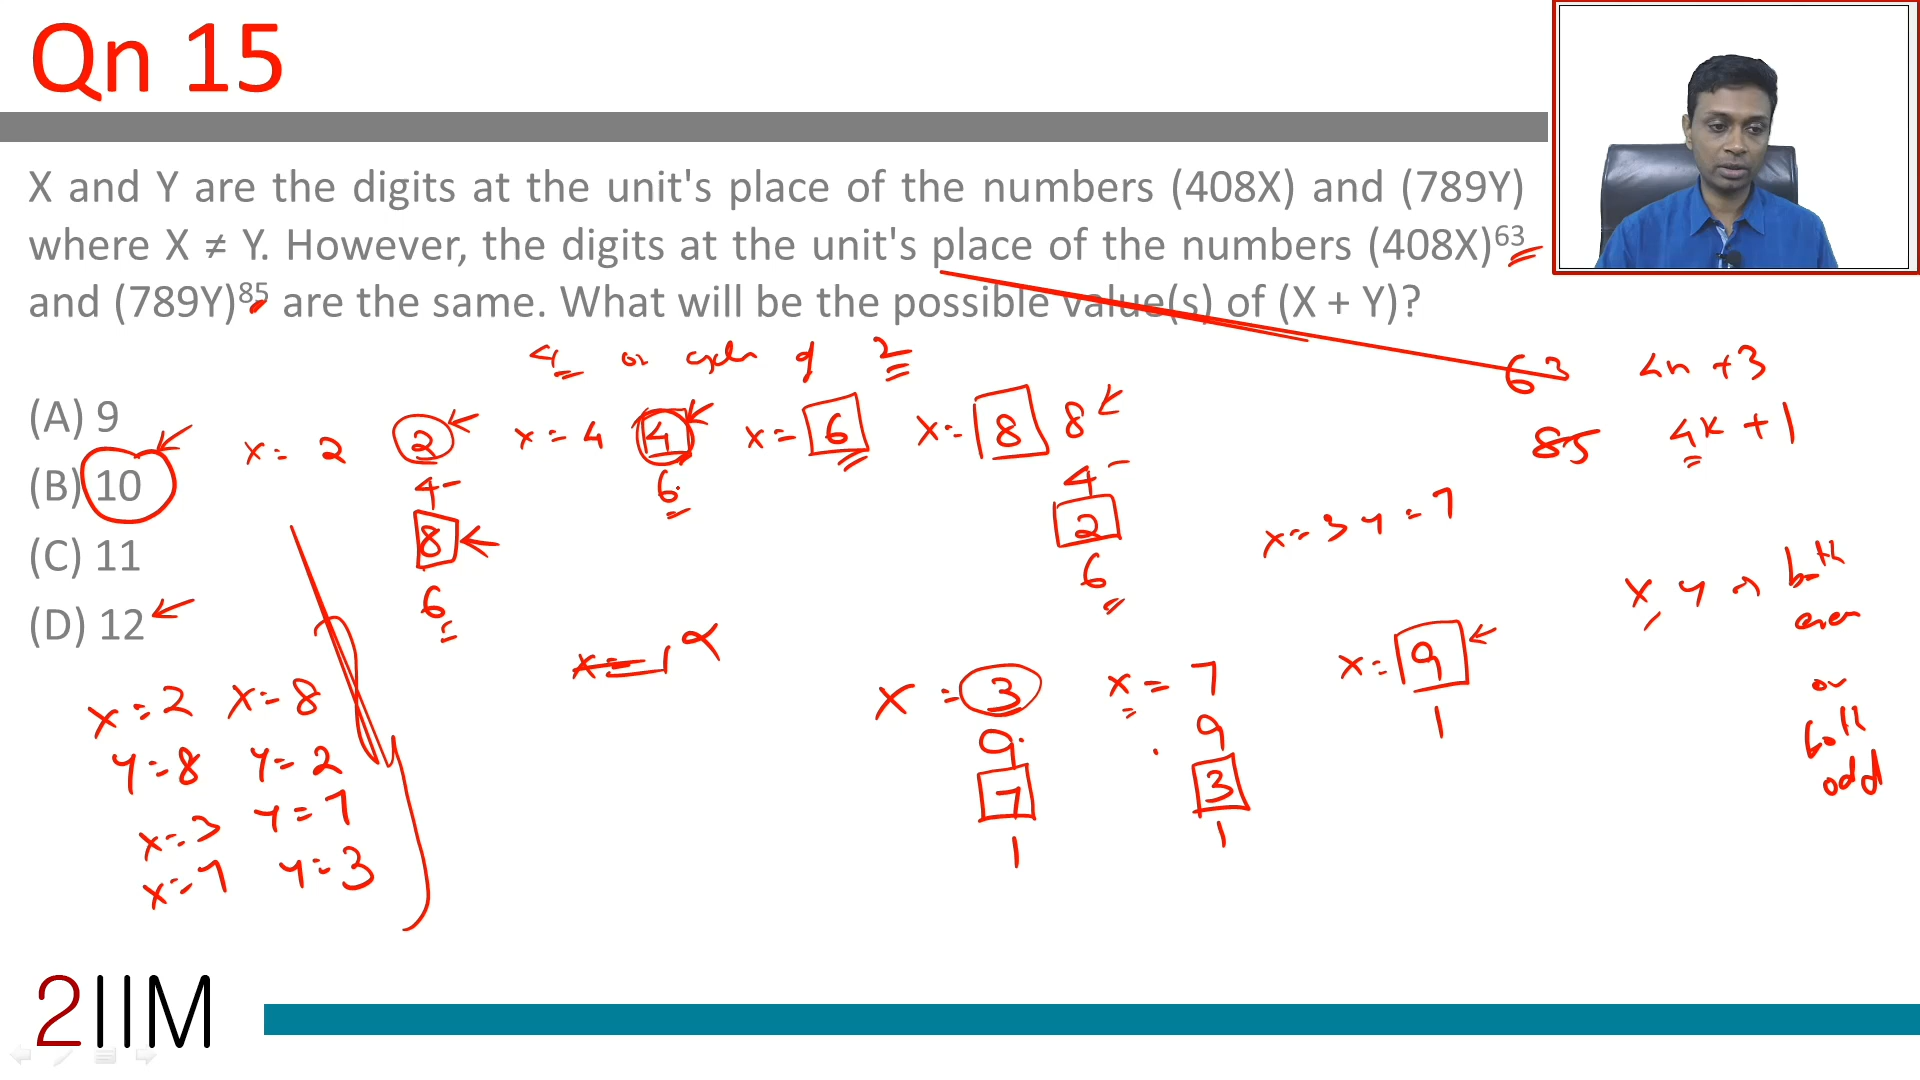 Qn 15
X and Y are the digits at the unit's place of the numbers (408X) and (789Y)
where X ≠ Y. However, the digits at the unit's place of the numbers (408X)⁶³
and (789Y)⁸⁵ are the same. What will be the possible value(s) of (X + Y)?
4 or cycles of 2
63 4n + 3
85 4k + 1
(A) 9
(B) 10
(C) 11
(D) 12
x = 2 2
4
8
6
x = 4 4
6
x = 6
x = 8 8
4
2
6
x = 3 y = 7
x y → both
even
or
both
odd
x = 1
x = 3
9
7
1
x = 7
9
3
1
x = 9
1
x = 2 x = 8
y = 8 y = 2
x = 3 y = 7
x = 7 y = 3
2IIM